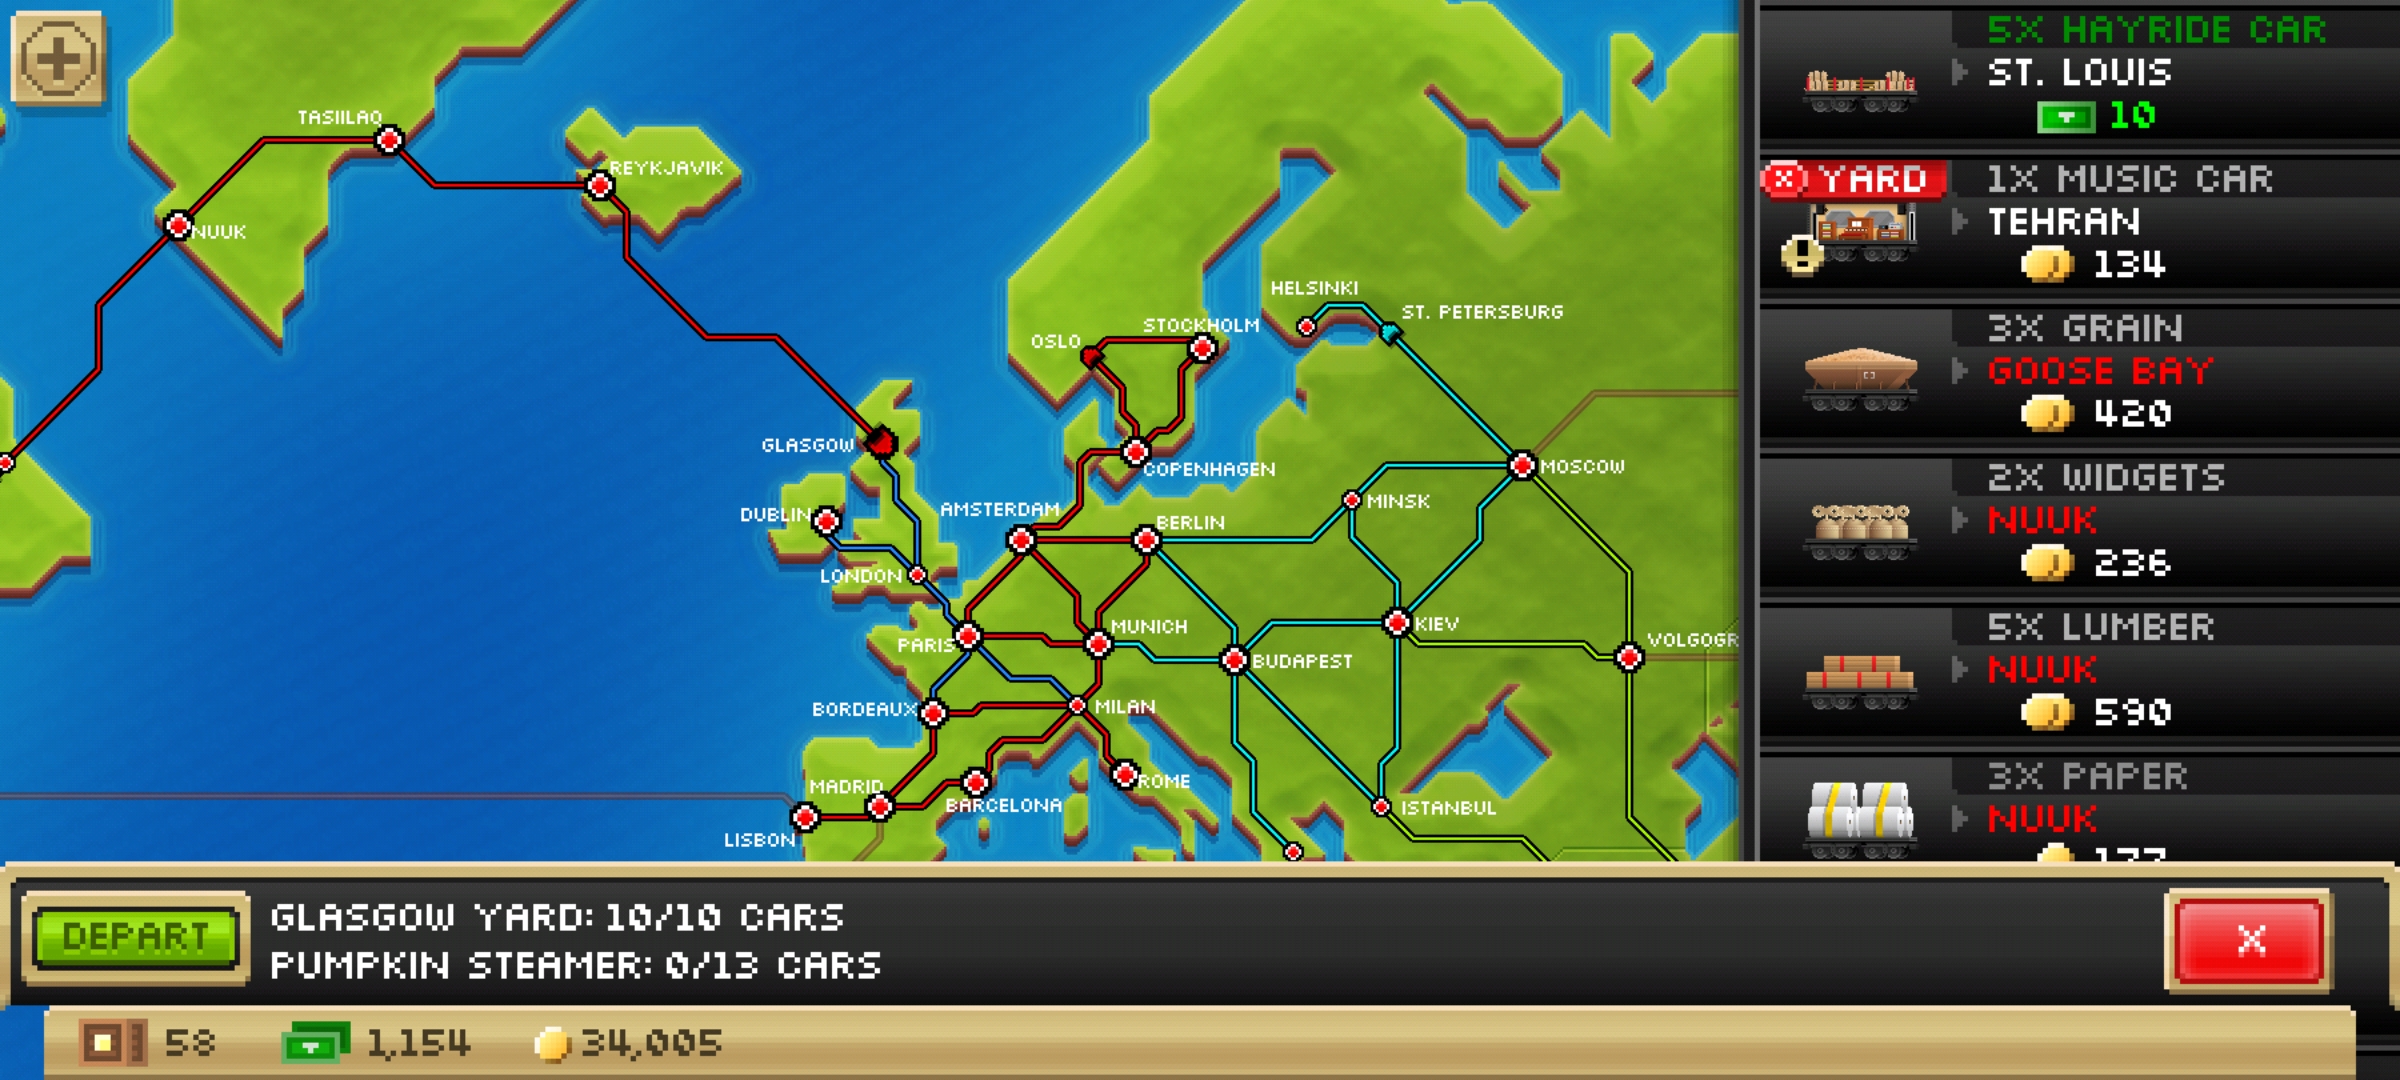 TASIILAQ
REYKJAVIK
NUUK
HELSINKI
ST. PETERSBURG
STOCKHOLM
OSLO
GLASGOW
COPENHAGEN
MOSCOW
MINSK
AMSTERDAM
DUBLIN
BERLIN
LONDON
MUNICH
KIEV
PARIS
BUDAPEST
VOLGOGR
BORDEAUX
MILAN
MADRID
ROME
BARCELONA
ISTANBUL
LISBON
5X HAYRIDE CAR
ST. LOUIS
10
YARD
1X MUSIC CAR
TEHRAN
134
3X GRAIN
GOOSE BAY
420
2X WIDGETS
NUUK
236
5X LUMBER
NUUK
590
3X PAPER
NUUK
177
DEPART
GLASGOW YARD: 10/10 CARS
PUMPKIN STEAMER: 0/13 CARS
X
58
1,154
34,005